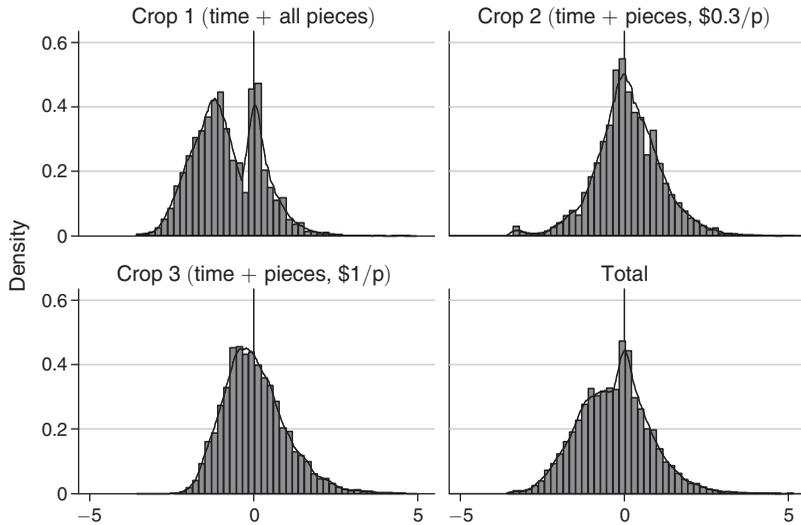 Crop 1 (time + all pieces)
Crop 2 (time + pieces, $0.3/p)
0.6
0.4
0.2
0
Density
Crop 3 (time + pieces, $1/p)
Total
0.6
0.4
0.2
0
−5 0 5
−5 0 5